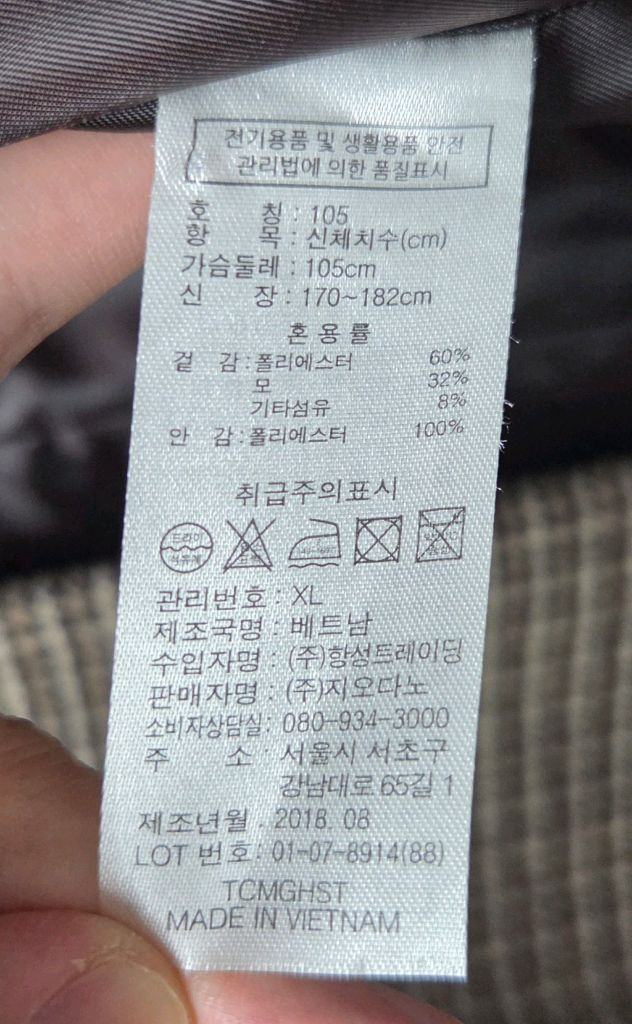 전기용품 및 생활용품 안전
관리법에 의한 품질표시
호 칭 : 105
항 목 : 신체치수(cm)
가슴둘레 : 105cm
신 장 : 170~182cm
혼 용 률
겉 감 : 폴리에스터 60%
모 32%
기타섬유 8%
안 감 : 폴리에스터 100%
취급주의표시
드라이
석유계
관리번호 : XL
제조국명 : 베트남
수입자명 : (주)항성트레이딩
판매자명 : (주)지오다노
소비자상담실: 080-934-3000
주 소 : 서울시 서초구
강남대로 65길 1
제조년월 : 2018. 08
LOT 번호: 01-07-8914(88)
TCMGHST
MADE IN VIETNAM